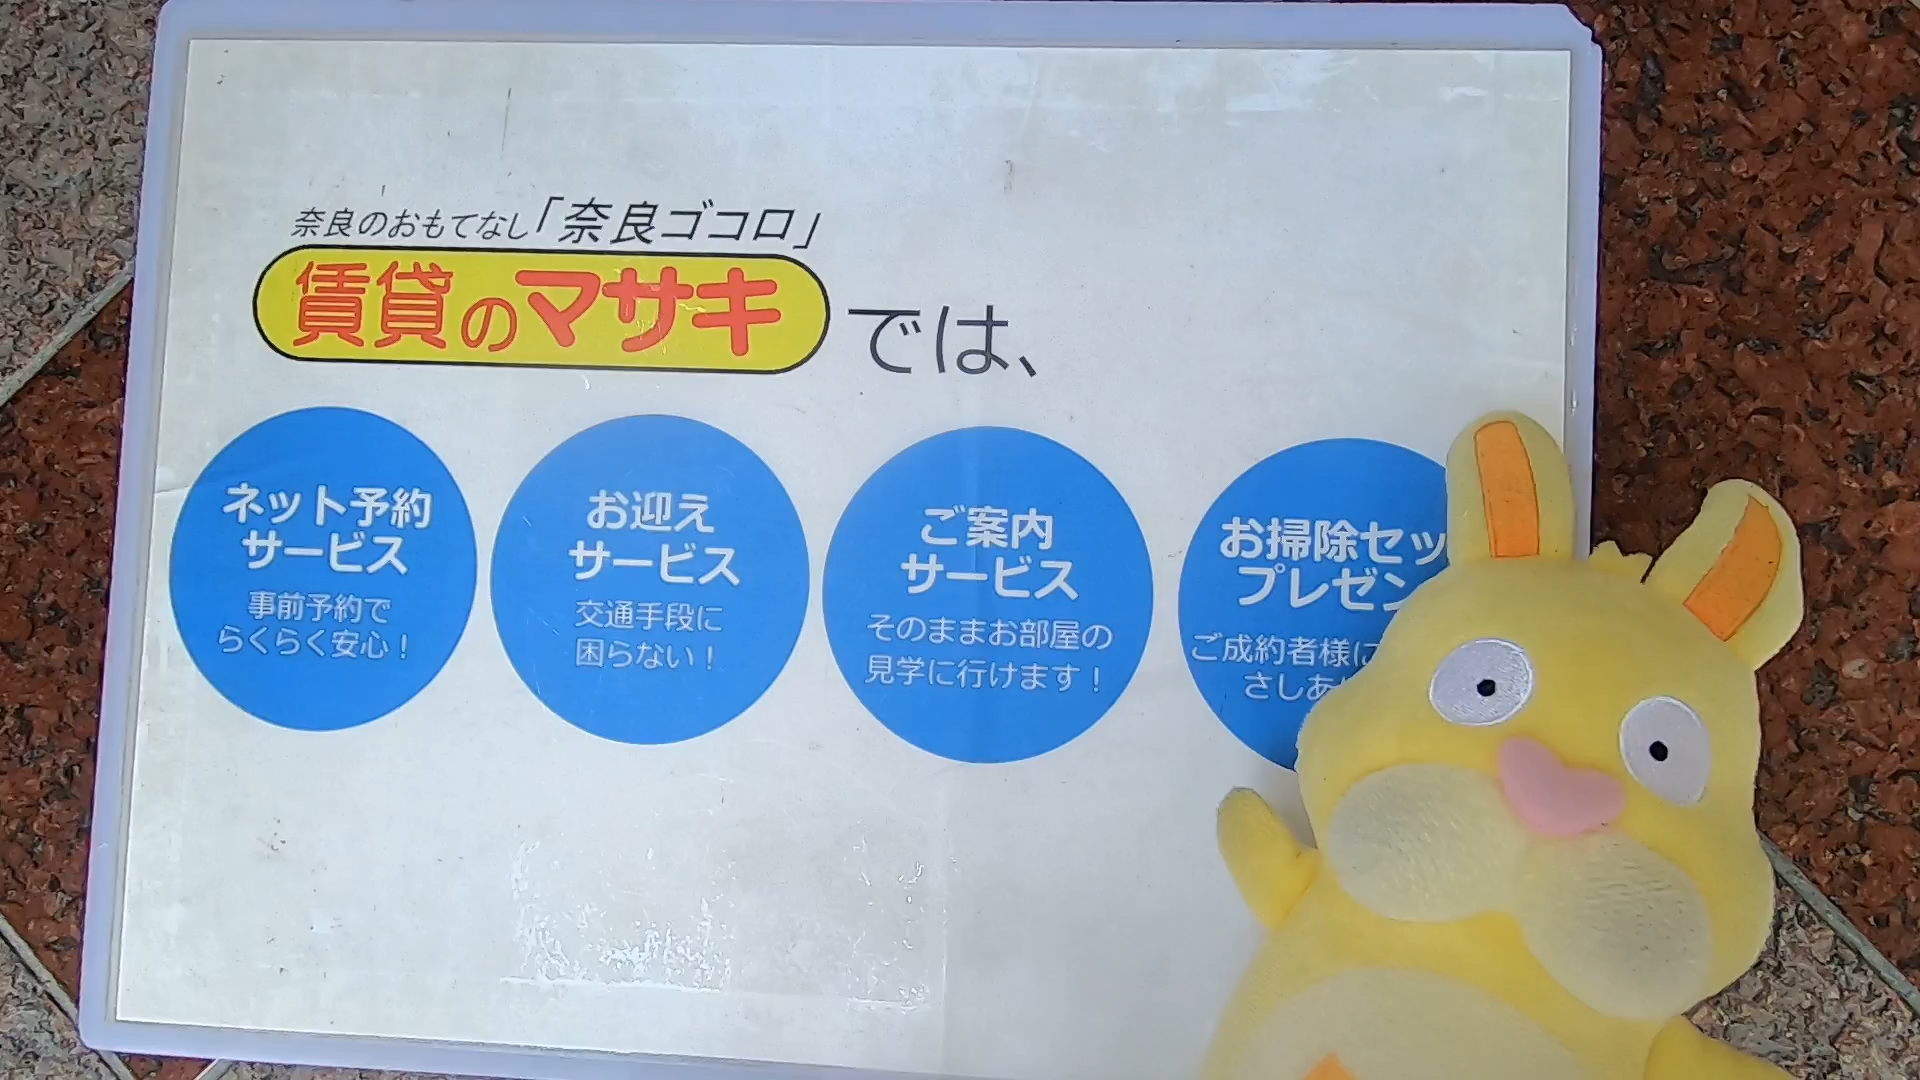 奈良のおもてなし「奈良ゴコロ」
賃貸のマサキ では、
ネット予約
サービス
事前予約で
らくらく安心！
お迎え
サービス
交通手段に
困らない！
ご案内
サービス
そのままお部屋の
見学に行けます！
お掃除セッ
プレゼン
ご成約者様に
さしあ